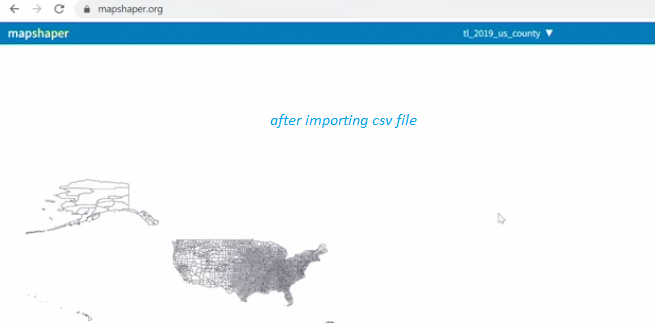 mapshaper.org
mapshaper
tl_2019_us_county ▼
after importing csv file